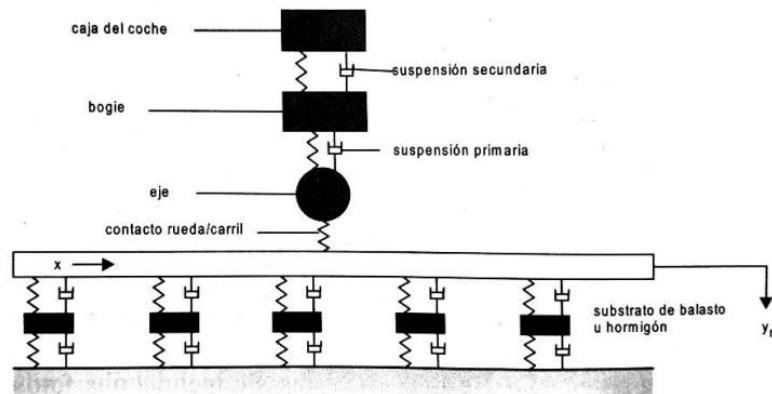 caja del coche
suspensión secundaria
bogie
suspensión primaria
eje
contacto rueda/carril
x
substrato de balasto
u hormigón